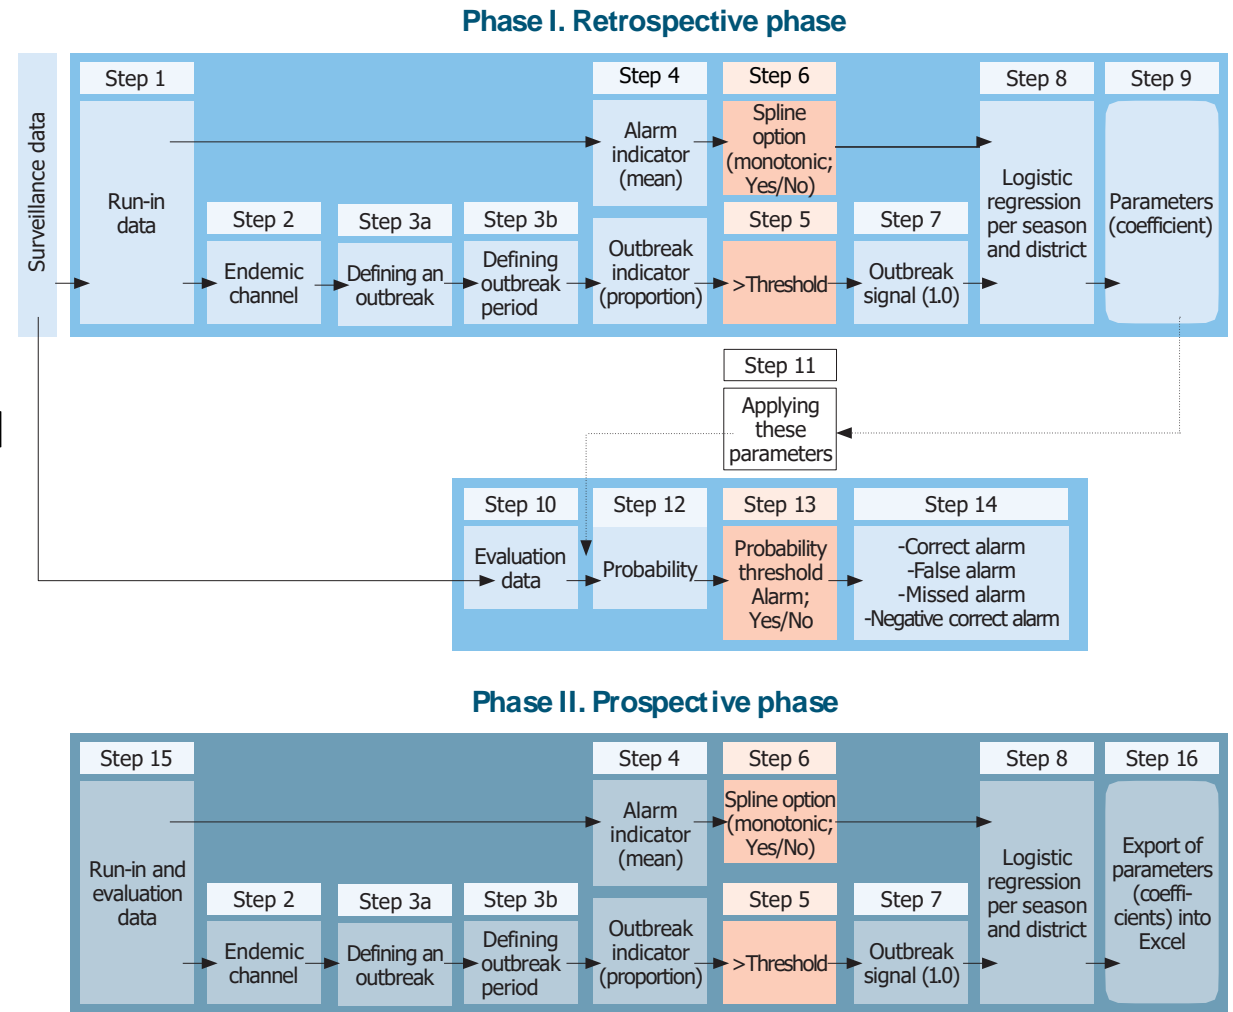 Phase I. Retrospective phase
Surveillance data
Step 1
Run-in
data
Step 2
Endemic
channel
Step 3a
Defining an
outbreak
Step 3b
Defining
outbreak
period
Step 4
Alarm
indicator
(mean)
Outbreak
indicator
(proportion)
Step 6
Spline
option
(monotonic;
Yes/No)
Step 5
>Threshold
Step 7
Outbreak
signal (1.0)
Step 8
Logistic
regression
per season
and district
Step 9
Parameters
(coefficient)
Step 11
Applying
these
parameters
Step 10
Evaluation
data
Step 12
Probability
Step 13
Probability
threshold
Alarm;
Yes/No
Step 14
-Correct alarm
-False alarm
-Missed alarm
-Negative correct alarm
Phase II. Prospective phase
Step 15
Run-in and
evaluation
data
Step 2
Endemic
channel
Step 3a
Defining an
outbreak
Step 3b
Defining
outbreak
period
Step 4
Alarm
indicator
(mean)
Outbreak
indicator
(proportion)
Step 6
Spline option
(monotonic;
Yes/No)
Step 5
>Threshold
Step 7
Outbreak
signal (1.0)
Step 8
Logistic
regression
per season
and district
Step 16
Export of
parameters
(coeffi-
cients) into
Excel